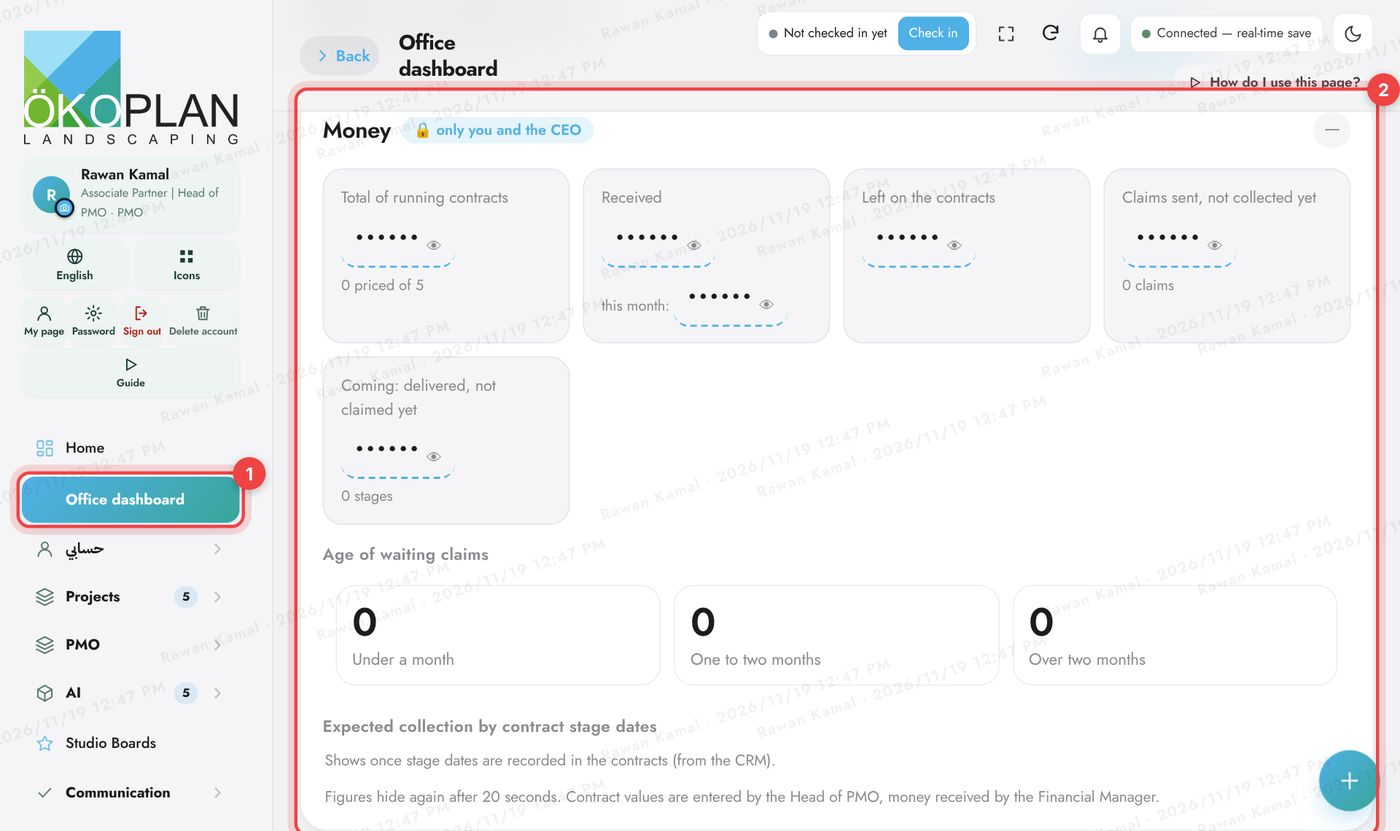 ÖKOPLAN
LANDSCAPING
R
Rawan Kamal
Associate Partner | Head of
PMO · PMO
English
Icons
My page
Password
Sign out
Delete account
Guide
Home
Office dashboard
1
حسابي
Projects
5
PMO
AI
5
Studio Boards
Communication
Back
Office
dashboard
Not checked in yet
Check in
Connected — real-time save
How do I use this page?
2
Money
🔒 only you and the CEO
Total of running contracts
••••••
0 priced of 5
Received
••••••
this month: ••••••
Left on the contracts
••••••
Claims sent, not collected yet
••••••
0 claims
Coming: delivered, not
claimed yet
••••••
0 stages
Age of waiting claims
0
Under a month
0
One to two months
0
Over two months
Expected collection by contract stage dates
Shows once stage dates are recorded in the contracts (from the CRM).
Figures hide again after 20 seconds. Contract values are entered by the Head of PMO, money received by the Financial Manager.
Rawan Kamal · 2026/11/19 12:47 PM